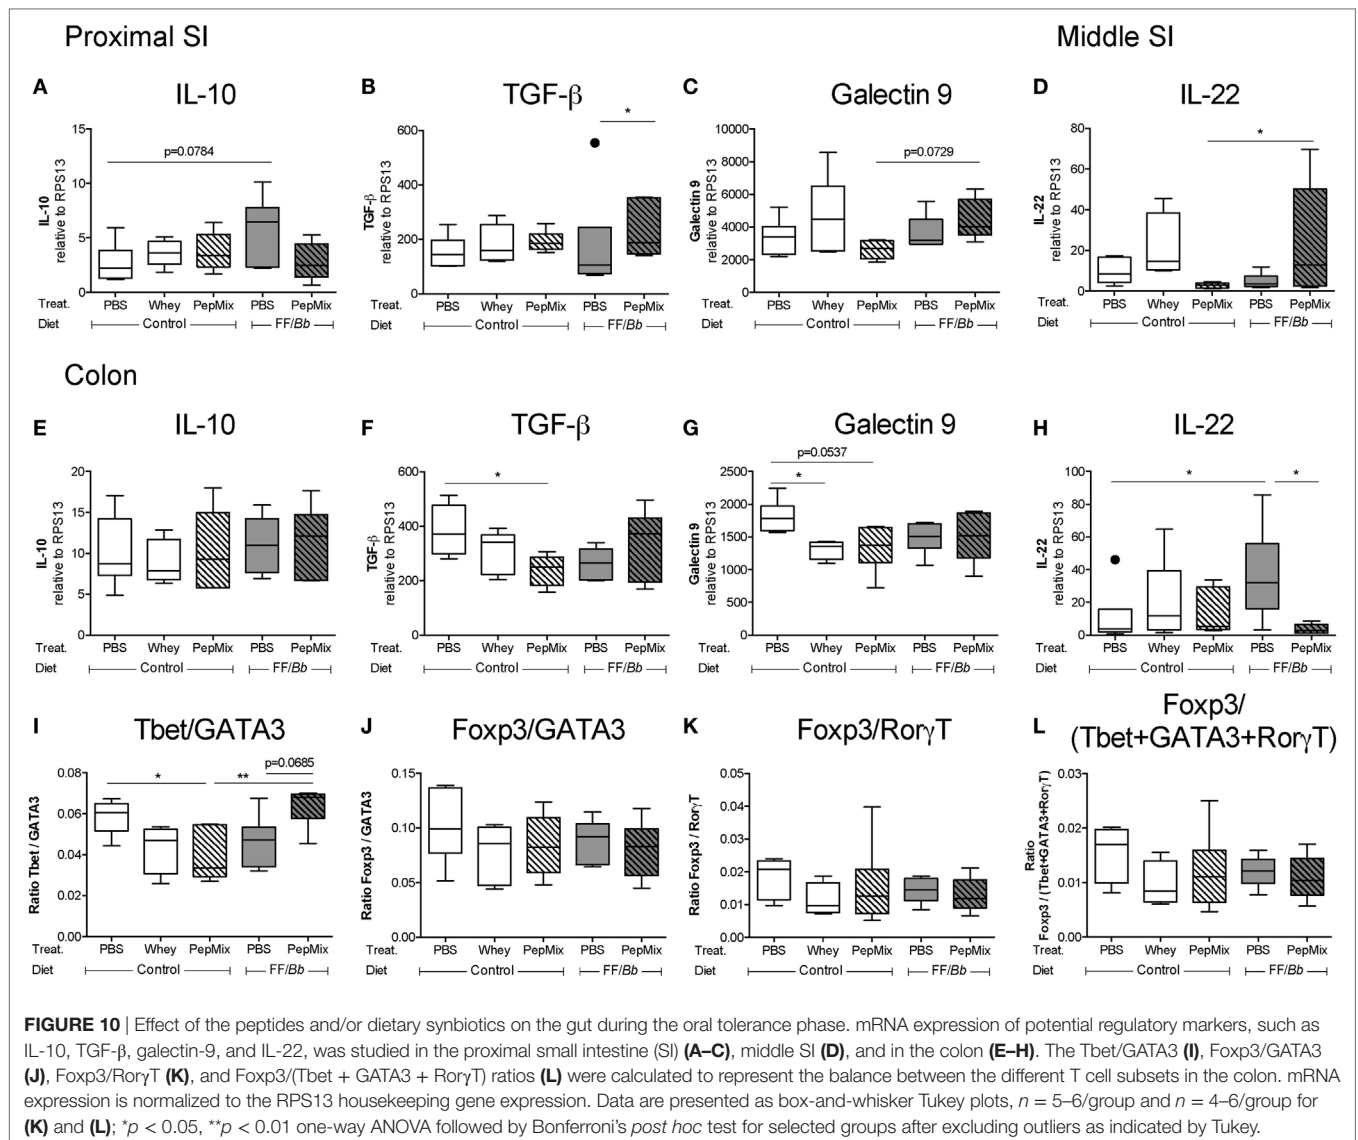 Proximal SI
Middle SI
A
IL-10
B
TGF-β
C
Galectin 9
D
IL-22
IL-10
relative to RPS13
15
10
5
0
p=0.0784
Treat.
PBS Whey PepMix PBS PepMix
Diet
Control FF/Bb
TGF-β
relative to RPS13
600
400
200
0
*
PBS Whey PepMix PBS PepMix
Control FF/Bb
Galectin 9
relative to RPS13
10000
8000
6000
4000
2000
0
p=0.0729
Treat.
PBS Whey PepMix PBS PepMix
Diet
Control FF/Bb
IL-22
relative to RPS13
80
60
40
20
0
*
Treat.
PBS Whey PepMix PBS PepMix
Diet
Control FF/Bb
Colon
E
IL-10
F
TGF-β
G
Galectin 9
H
IL-22
IL-10
relative to RPS13
20
15
10
5
0
Treat.
PBS Whey PepMix PBS PepMix
Diet
Control FF/Bb
TGF-β
relative to RPS13
600
400
200
0
*
Treat.
PBS Whey PepMix PBS PepMix
Diet
Control FF/Bb
Galectin 9
relative to RPS13
2500
2000
1500
1000
500
0
p=0.0537
*
Treat.
PBS Whey PepMix PBS PepMix
Diet
Control FF/Bb
IL-22
relative to RPS13
100
80
60
40
20
0
* *
Treat.
PBS Whey PepMix PBS PepMix
Diet
Control FF/Bb
I
Tbet/GATA3
J
Foxp3/GATA3
K
Foxp3/RorγT
L
Foxp3/
(Tbet+GATA3+RorγT)
Ratio Tbet / GATA3
0.08
0.06
0.04
0.02
0.00
p=0.0685
* **
Treat.
PBS Whey PepMix PBS PepMix
Diet
Control FF/Bb
Ratio Foxp3 / GATA3
0.15
0.10
0.05
0.00
Treat.
PBS Whey PepMix PBS PepMix
Diet
Control FF/Bb
Ratio Foxp3 / RorγT
0.05
0.04
0.03
0.02
0.01
0.00
Treat.
PBS Whey PepMix PBS PepMix
Diet
Control FF/Bb
Ratio
Foxp3 / (Tbet+GATA3+RorγT)
0.03
0.02
0.01
0.00
Treat.
PBS Whey PepMix PBS PepMix
Diet
Control FF/Bb
FIGURE 10 | Effect of the peptides and/or dietary synbiotics on the gut during the oral tolerance phase. mRNA expression of potential regulatory markers, such as
IL-10, TGF-β, galectin-9, and IL-22, was studied in the proximal small intestine (SI) (A–C), middle SI (D), and in the colon (E–H). The Tbet/GATA3 (I), Foxp3/GATA3
(J), Foxp3/RorγT (K), and Foxp3/(Tbet + GATA3 + RorγT) ratios (L) were calculated to represent the balance between the different T cell subsets in the colon. mRNA
expression is normalized to the RPS13 housekeeping gene expression. Data are presented as box-and-whisker Tukey plots, n = 5–6/group and n = 4–6/group for
(K) and (L); *p < 0.05, **p < 0.01 one-way ANOVA followed by Bonferroni's post hoc test for selected groups after excluding outliers as indicated by Tukey.